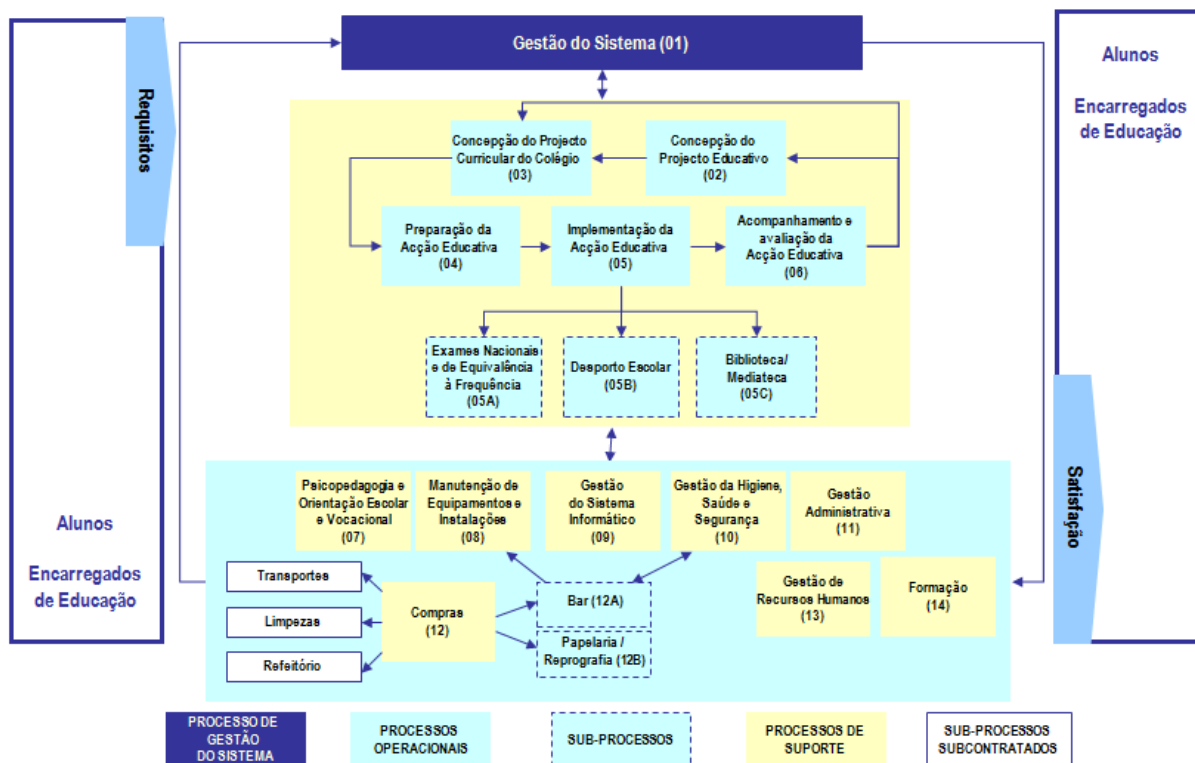 Gestão do Sistema (01)
Requisitos
Alunos
Encarregados
de Educação
Concepção do Projecto
Curricular do Colégio
(03)
Concepção do
Projecto Educativo
(02)
Preparação da
Acção Educativa
(04)
Implementação da
Acção Educativa
(05)
Acompanhamento e
avaliação da
Acção Educativa
(06)
Exames Nacionais
e de Equivalência
à Frequência
(05A)
Desporto Escolar
(05B)
Biblioteca/
Mediateca
(05C)
Satisfação
Alunos
Encarregados
de Educação
Psicopedagogia e
Orientação Escolar
e Vocacional
(07)
Manutenção de
Equipamentos e
Instalações
(08)
Gestão
do Sistema
Informático
(09)
Gestão da Higiene,
Saúde e
Segurança
(10)
Gestão
Administrativa
(11)
Transportes
Limpezas
Refeitório
Compras
(12)
Bar (12A)
Papelaria /
Reprografia (12B)
Gestão de
Recursos Humanos
(13)
Formação
(14)
PROCESSO DE
GESTÃO
DO SISTEMA
PROCESSOS
OPERACIONAIS
SUB-PROCESSOS
PROCESSOS DE
SUPORTE
SUB-PROCESSOS
SUBCONTRATADOS